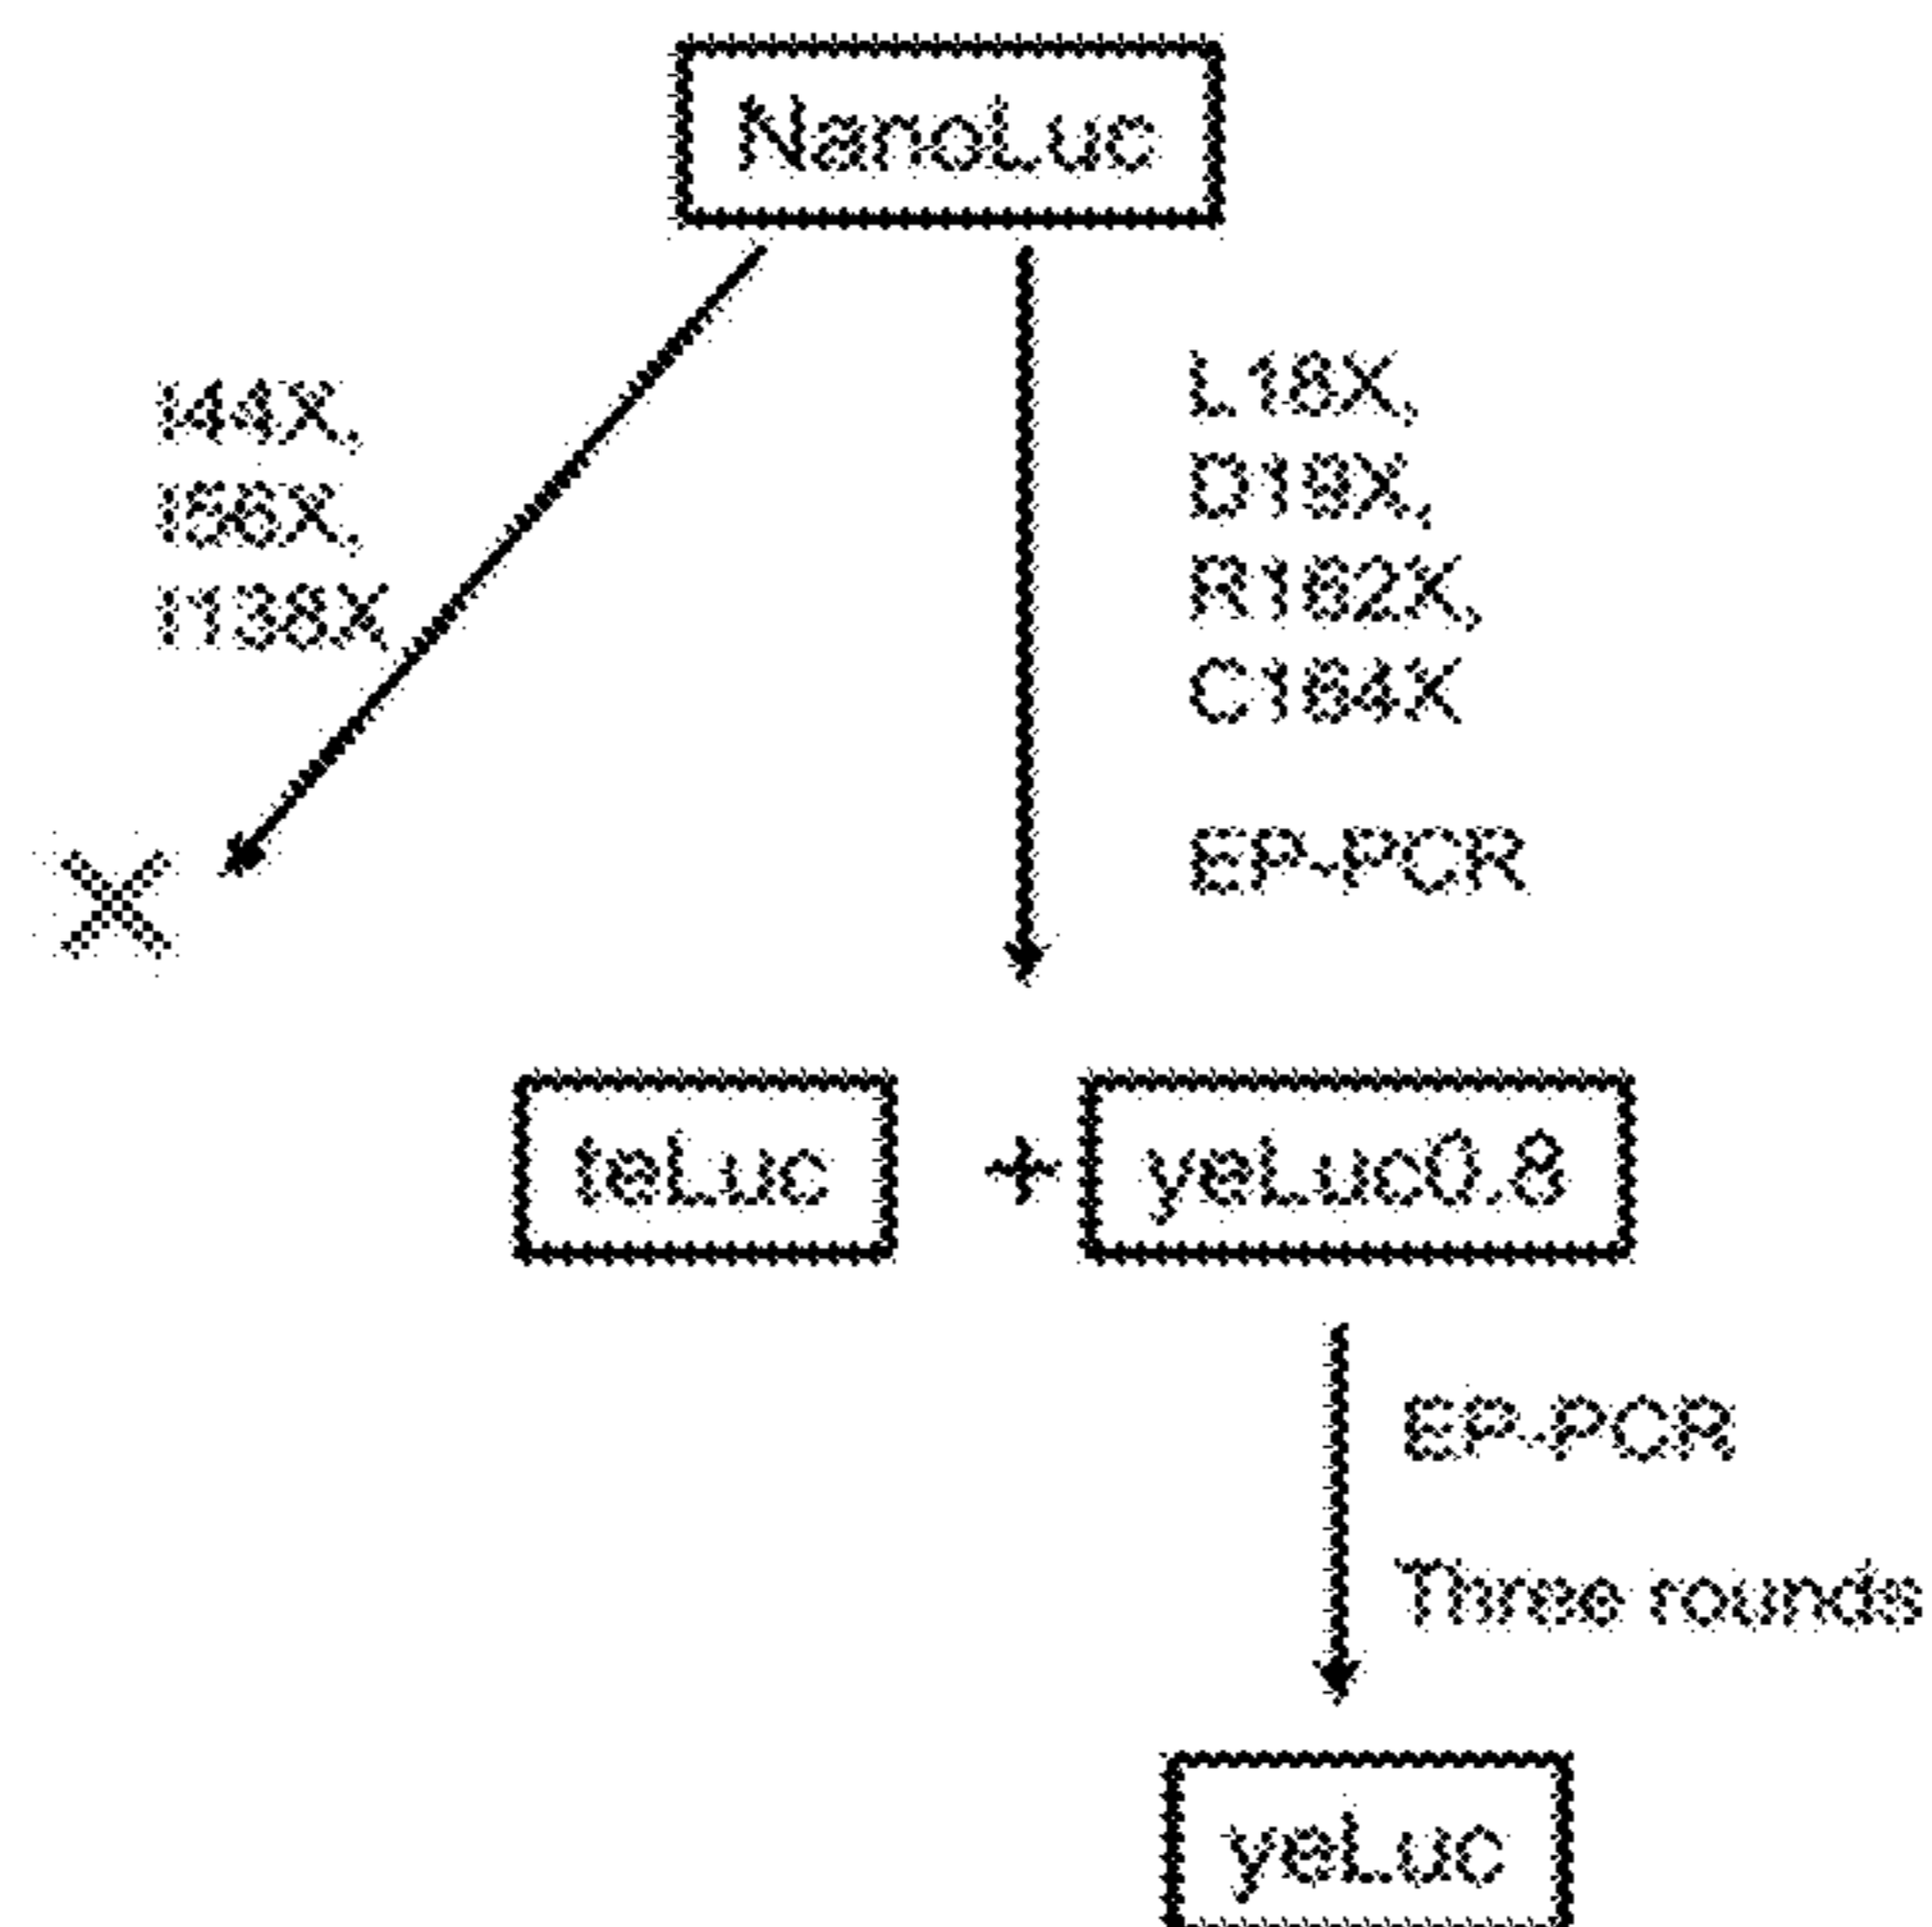 NanoLuc
I44X,
I56X,
I138X
L18X,
D19X,
R162X,
C164X
EP-PCR
teLuc + yeLuc0.8
EP-PCR
Three rounds
yeLuc